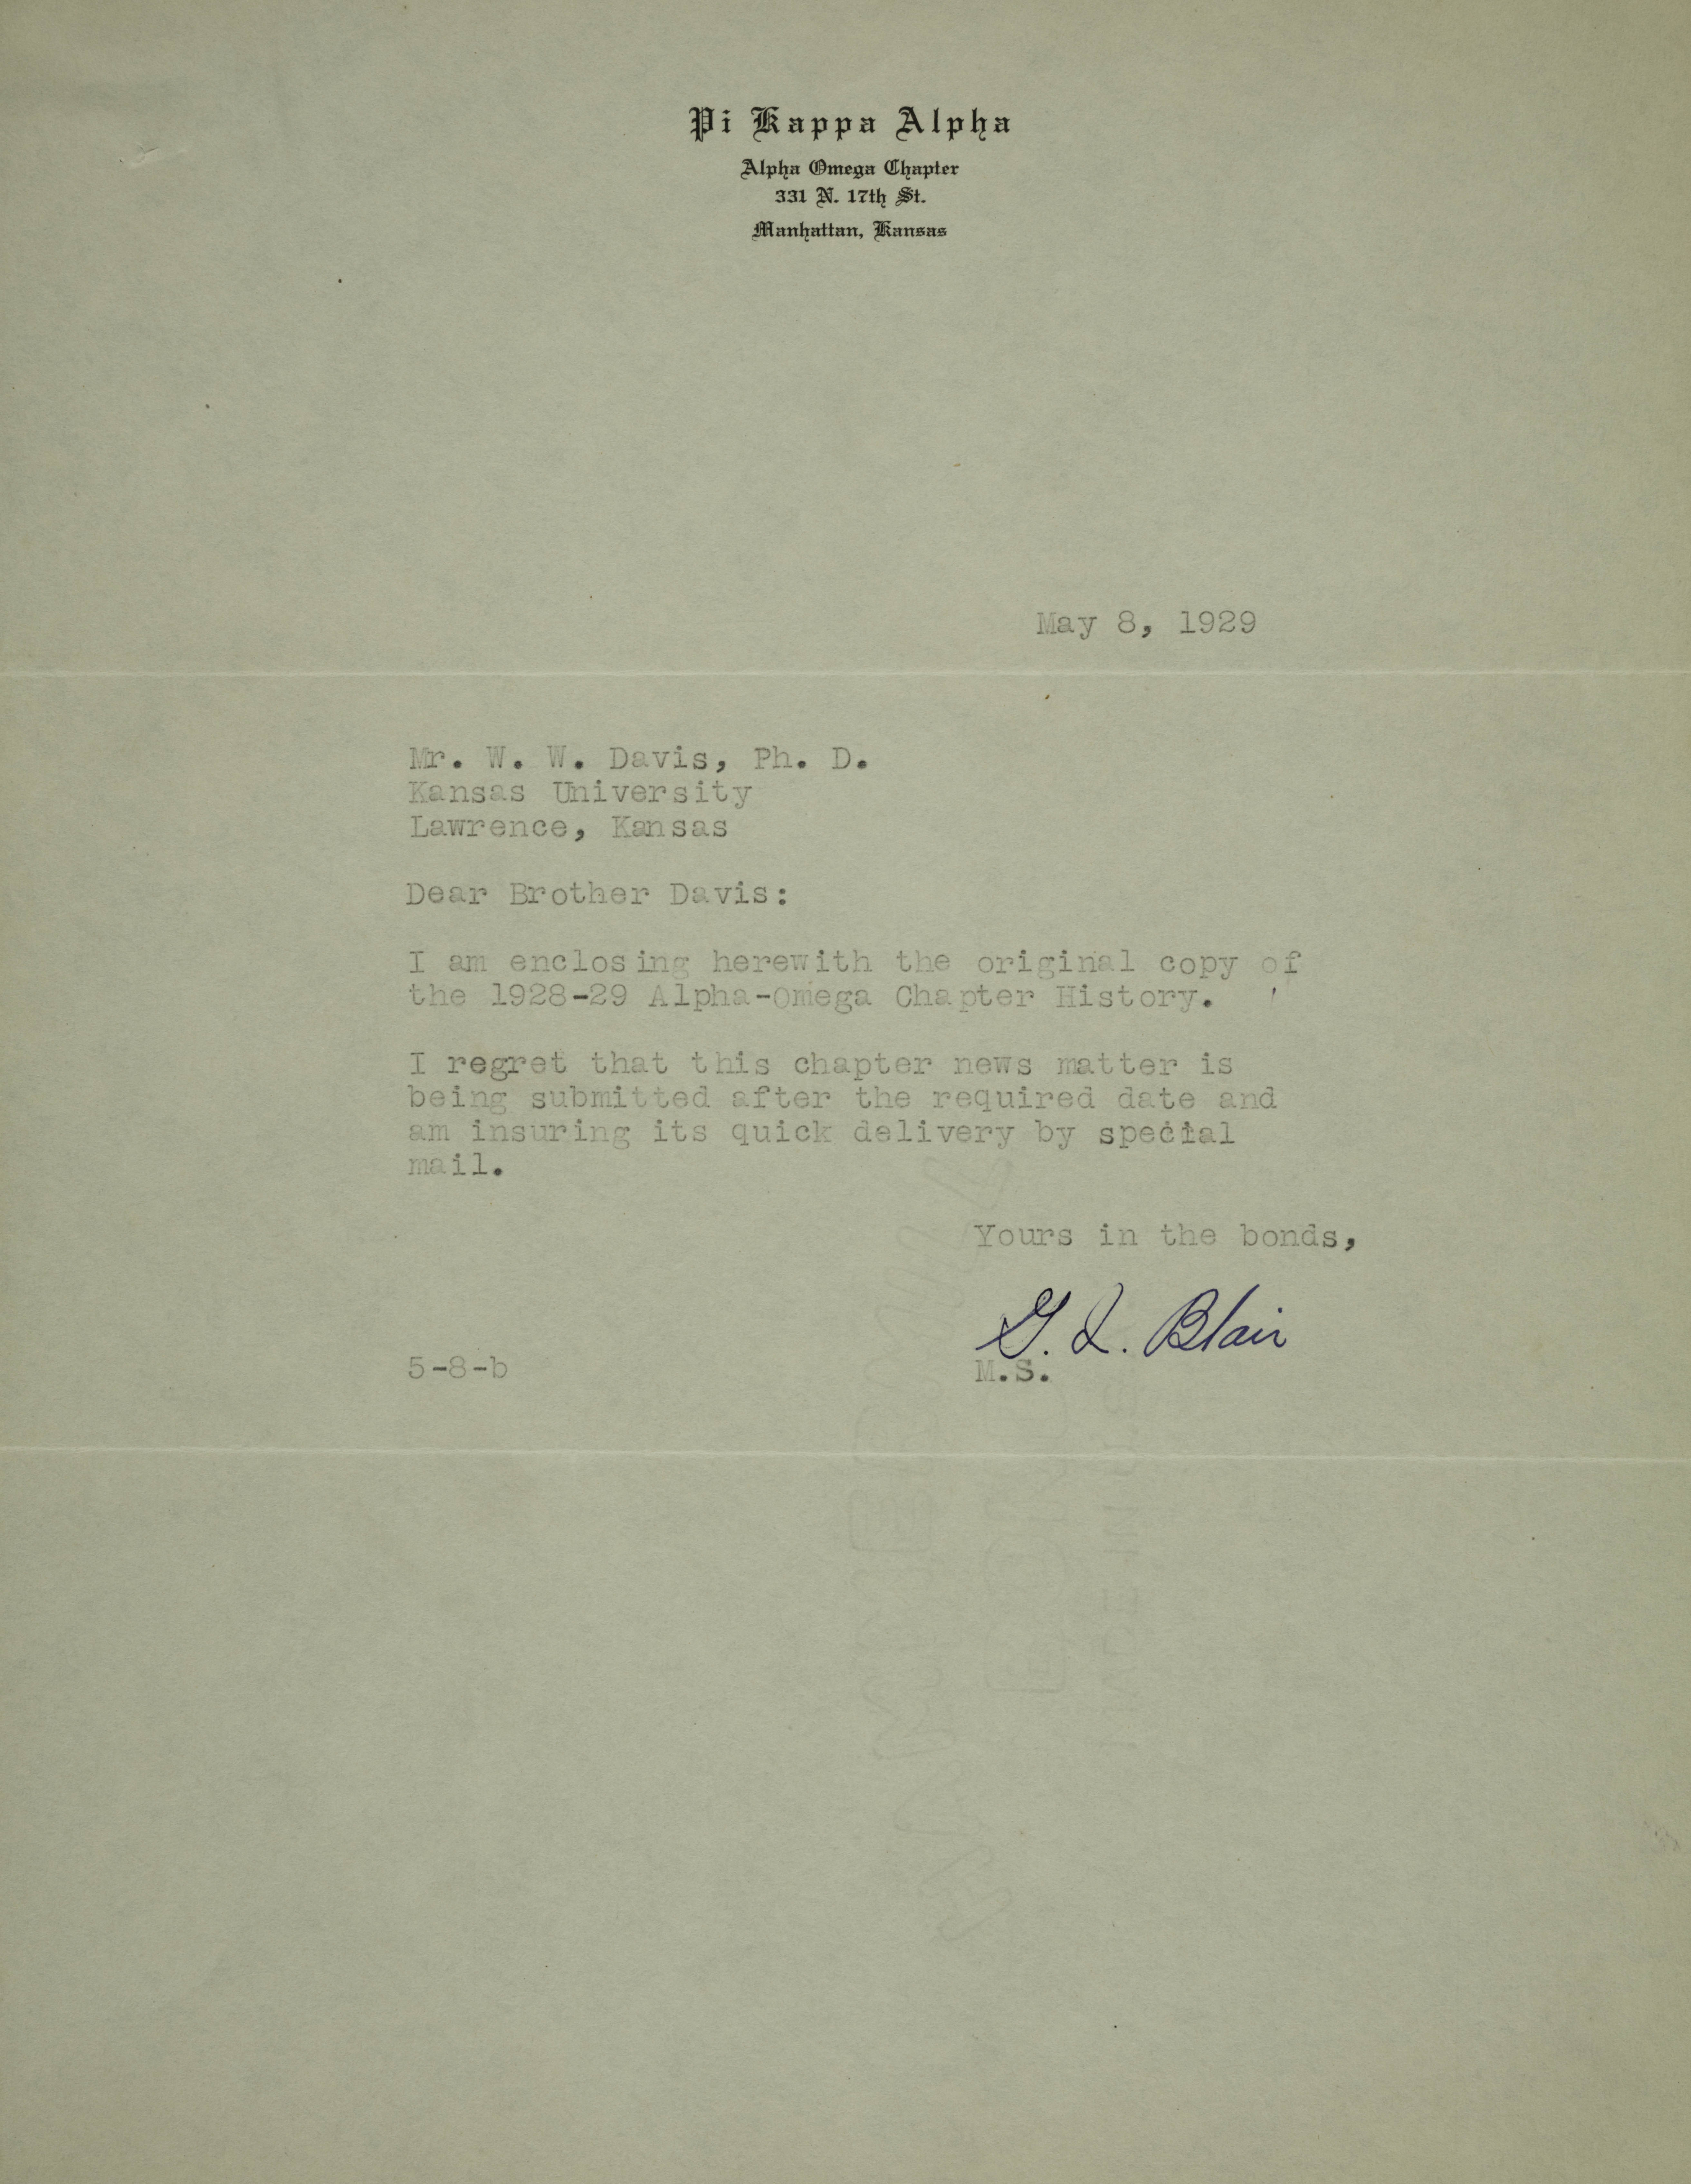 Pi Kappa Alpha
Alpha Omega Chapter
331 N. 17th St.
Manhattan, Kansas
May 8, 1929
Mr. W. W. Davis, Ph. D.
Kansas University
Lawrence, Kansas
Dear Brother Davis:
I am enclosing herewith the original copy of
the 1928-29 Alpha-Omega Chapter History.
I regret that this chapter news matter is
being submitted after the required date and
am insuring its quick delivery by special
mail.
Yours in the bonds,
G. L. Blair
5-8-b M.S.